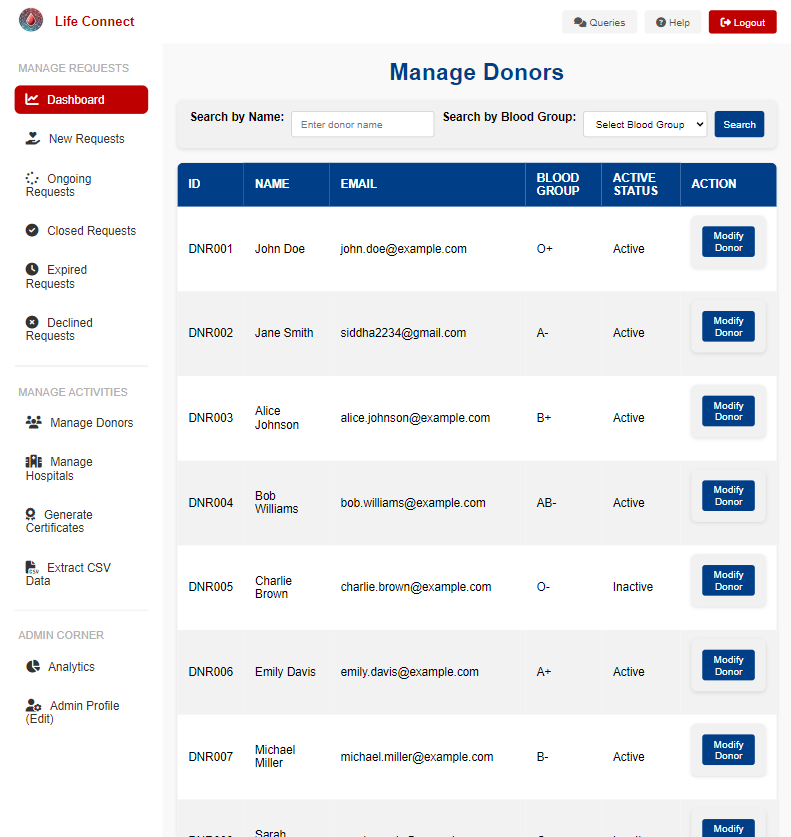 Life Connect
Queries
Help
Logout
MANAGE REQUESTS
Dashboard
New Requests
Ongoing
Requests
Closed Requests
Expired
Requests
Declined
Requests
MANAGE ACTIVITIES
Manage Donors
Manage
Hospitals
Generate
Certificates
Extract CSV
Data
ADMIN CORNER
Analytics
Admin Profile
(Edit)
Manage Donors
Search by Name: Enter donor name Search by Blood Group: Select Blood Group Search
ID NAME EMAIL BLOOD GROUP ACTIVE STATUS ACTION
DNR001 John Doe john.doe@example.com O+ Active Modify Donor
DNR002 Jane Smith siddha2234@gmail.com A- Active Modify Donor
DNR003 Alice Johnson alice.johnson@example.com B+ Active Modify Donor
DNR004 Bob Williams bob.williams@example.com AB- Active Modify Donor
DNR005 Charlie Brown charlie.brown@example.com O- Inactive Modify Donor
DNR006 Emily Davis emily.davis@example.com A+ Active Modify Donor
DNR007 Michael Miller michael.miller@example.com B- Active Modify Donor
Sarah Modify Donor